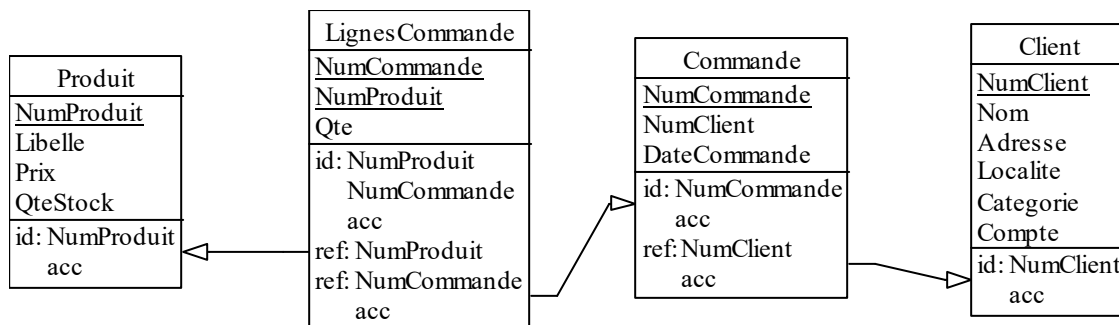 Produit
NumProduit
Libelle
Prix
QteStock
id: NumProduit
acc
LignesCommande
NumCommande
NumProduit
Qte
id: NumProduit
NumCommande
acc
ref: NumProduit
ref: NumCommande
acc
Commande
NumCommande
NumClient
DateCommande
id: NumCommande
acc
ref: NumClient
acc
Client
NumClient
Nom
Adresse
Localite
Categorie
Compte
id: NumClient
acc